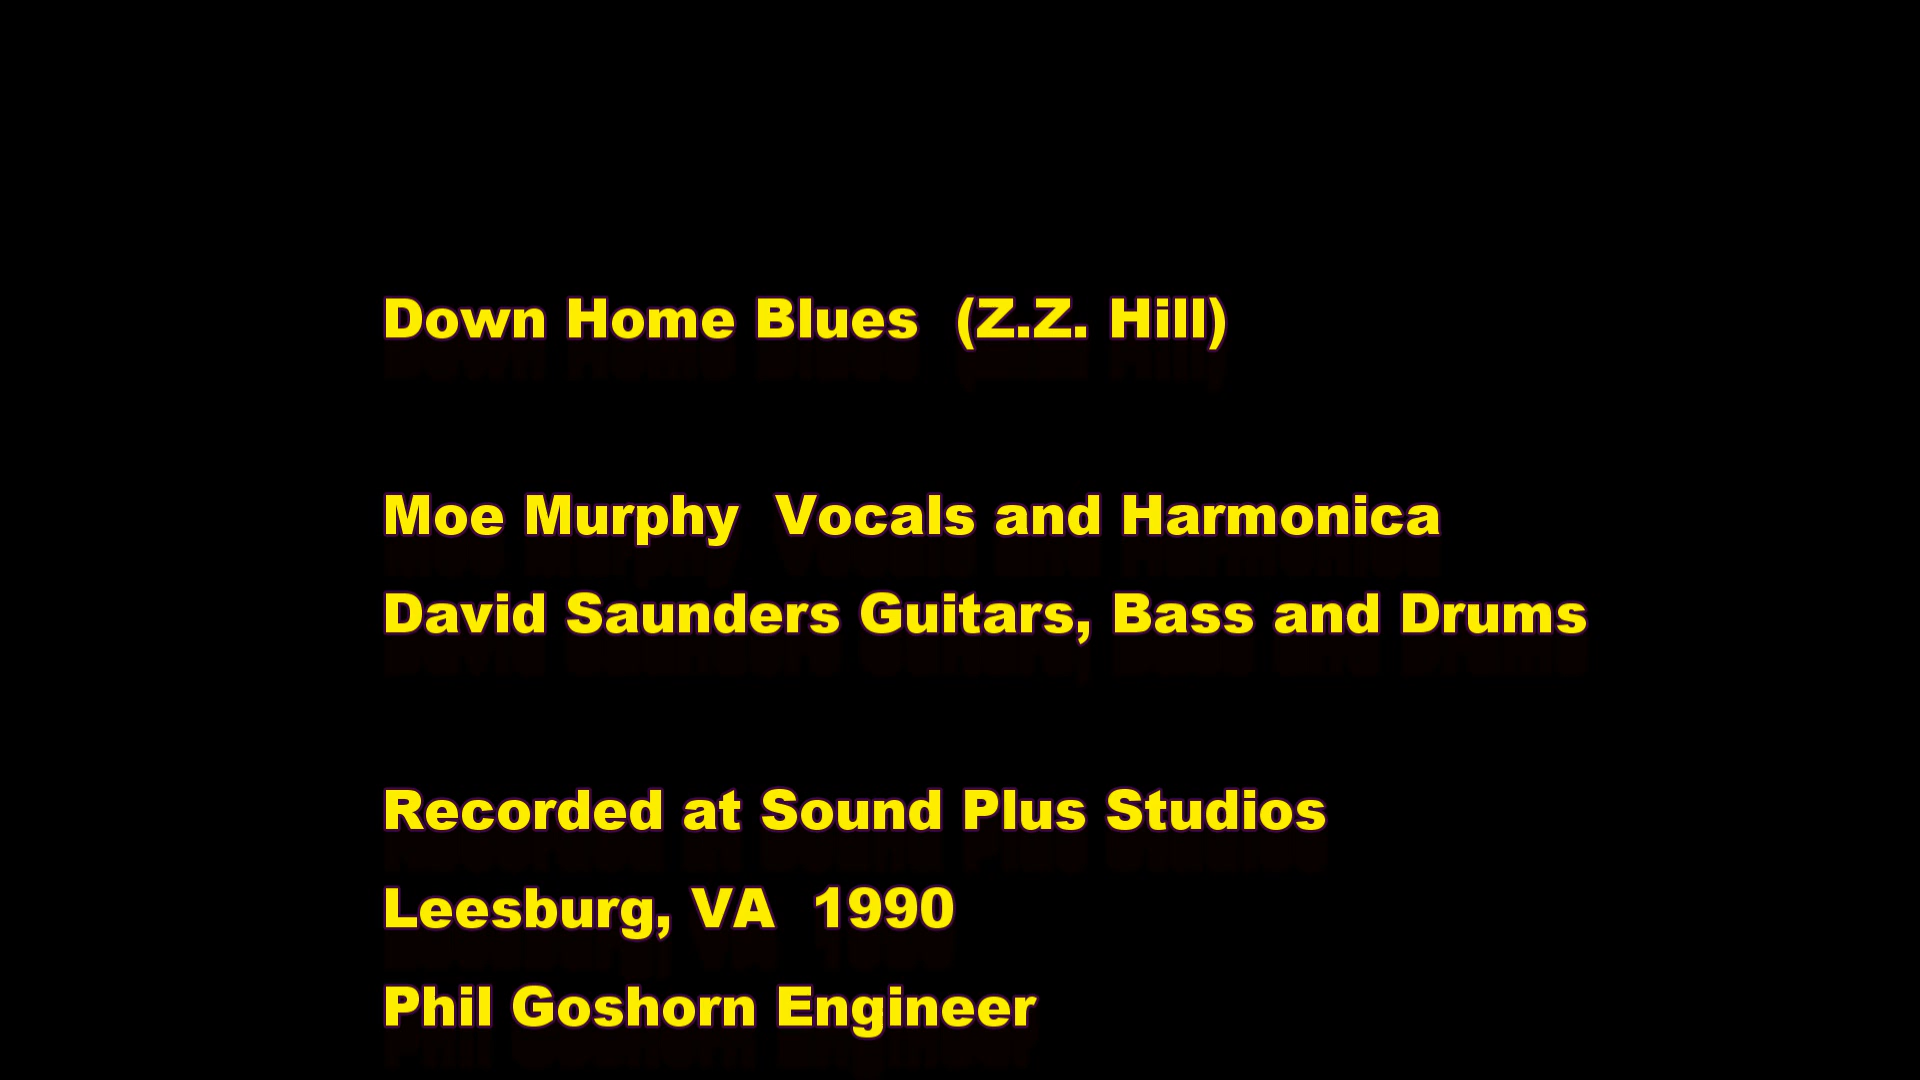 Down Home Blues  (Z.Z. Hill)
Moe Murphy  Vocals and Harmonica
David Saunders Guitars, Bass and Drums
Recorded at Sound Plus Studios
Leesburg, VA  1990
Phil Goshorn Engineer